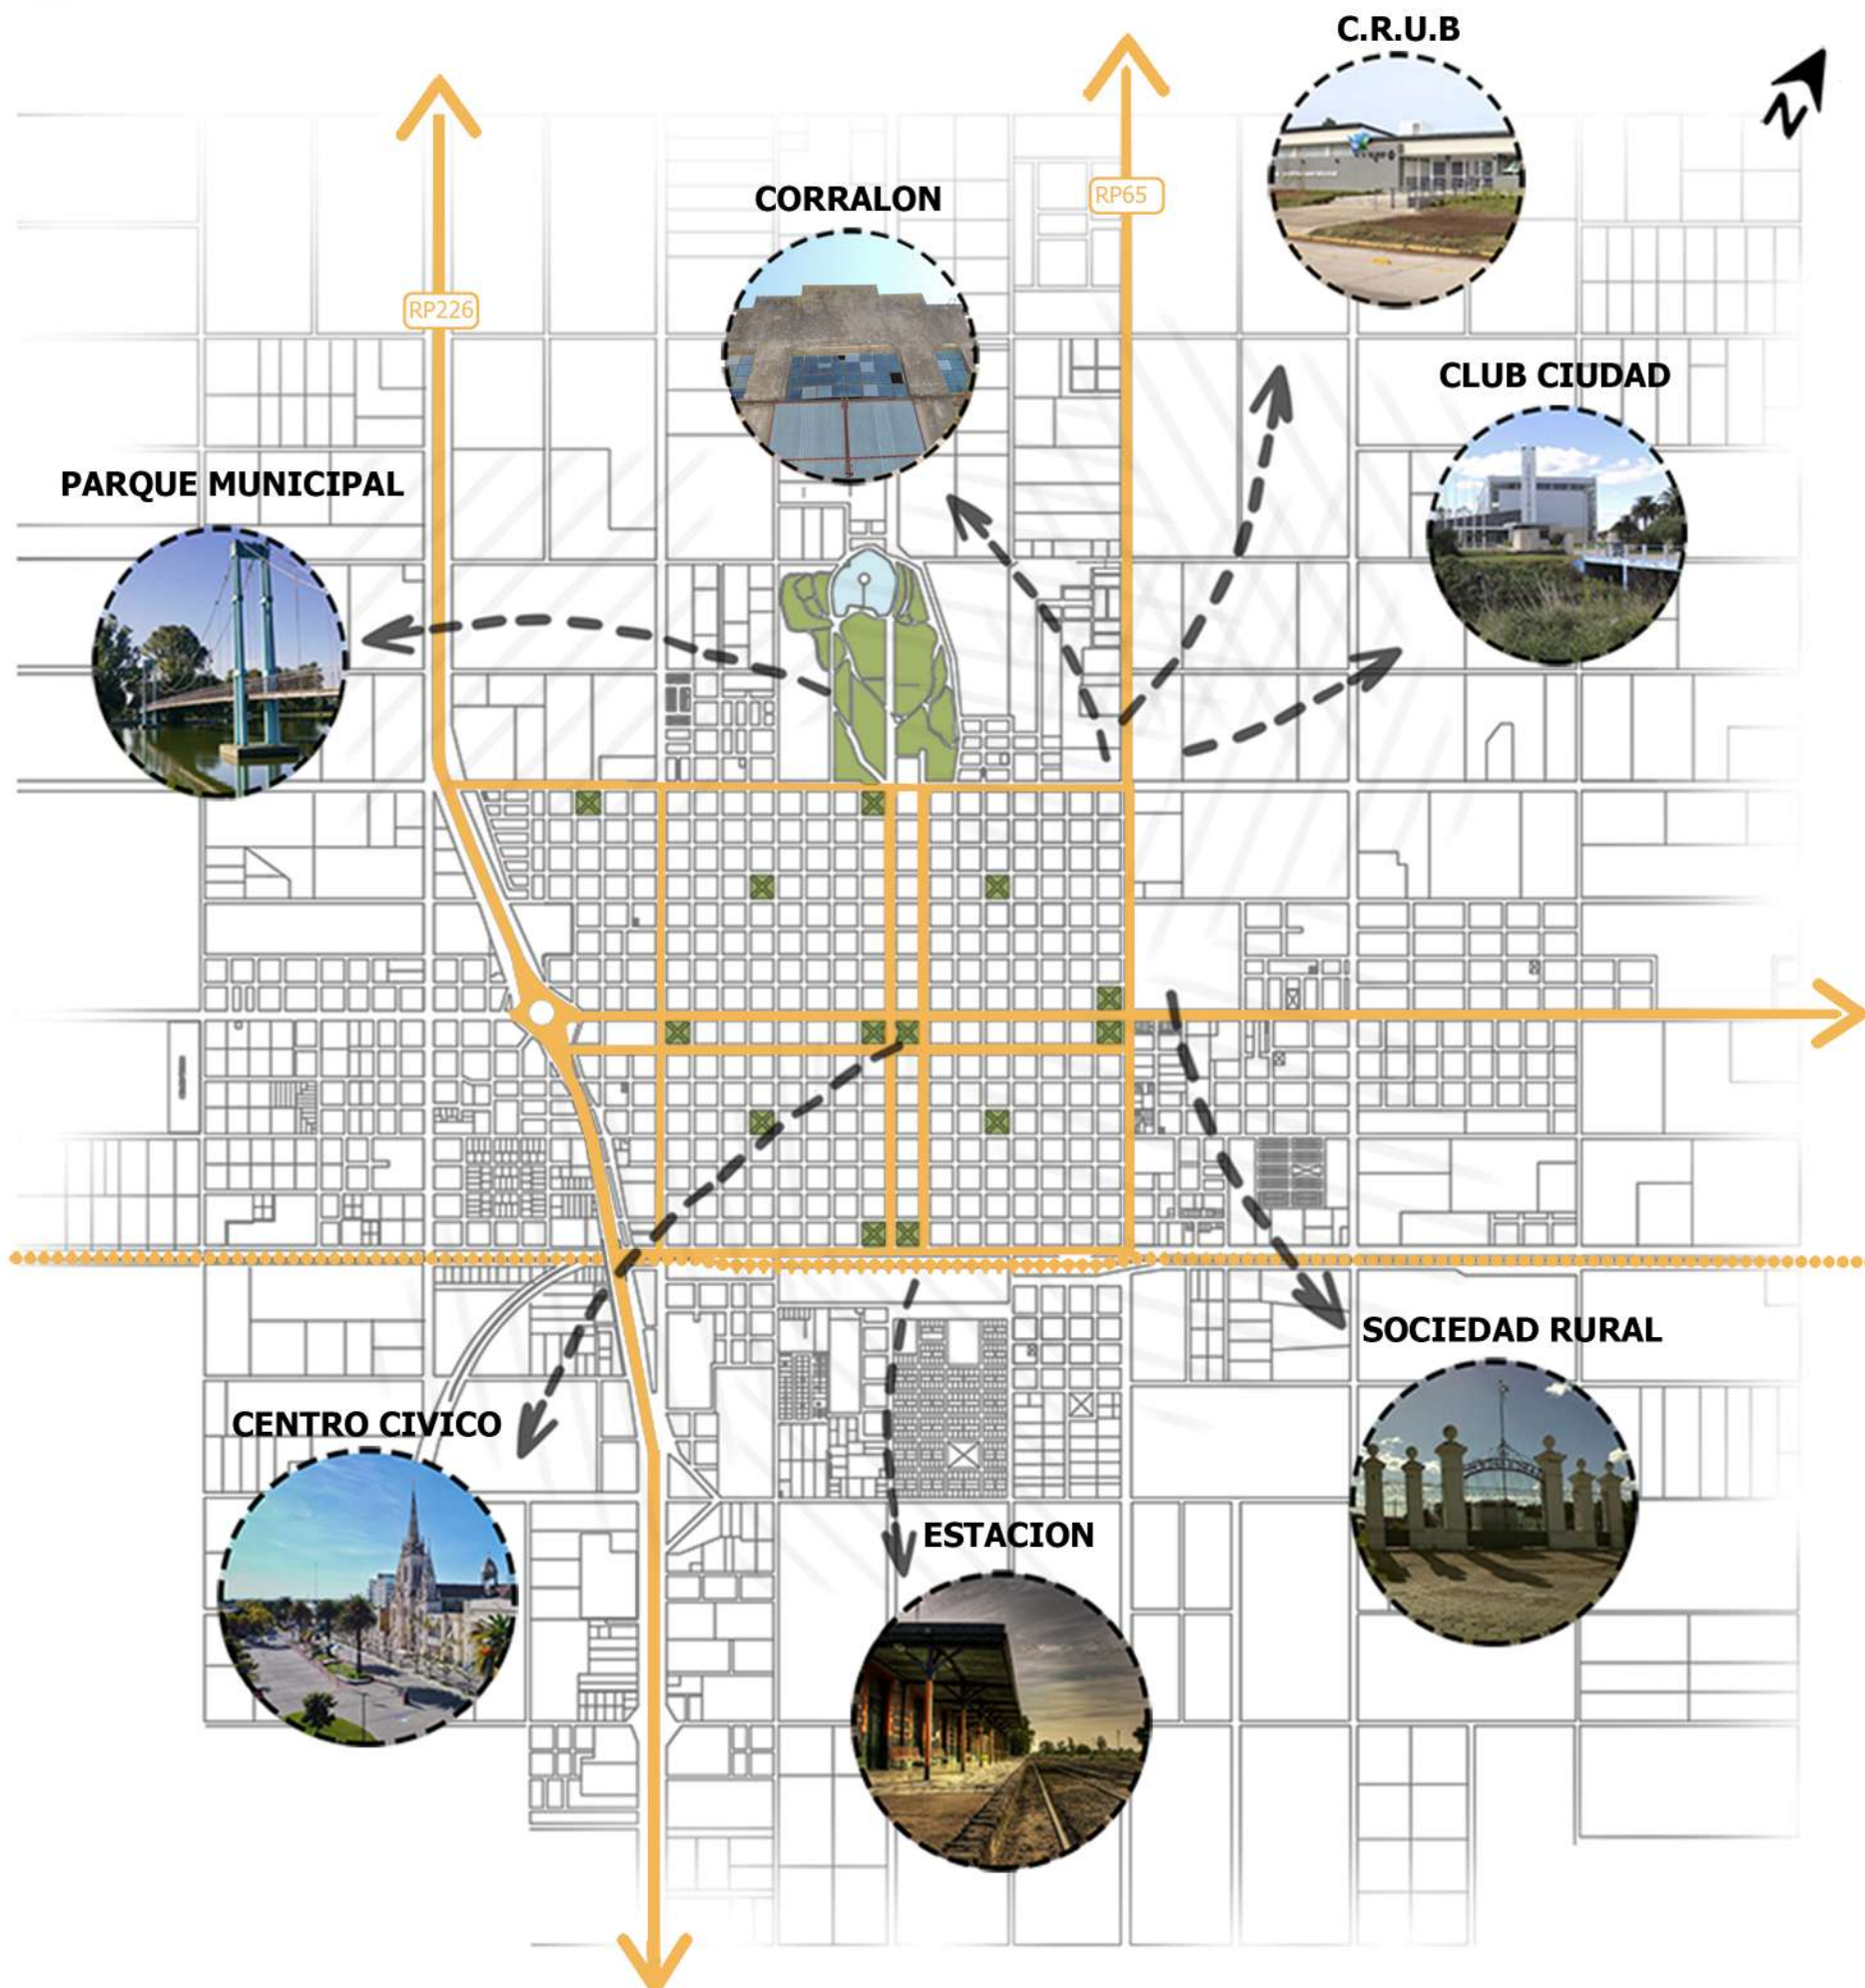 C.R.U.B
N
CORRALON
RP65
RP226
CLUB CIUDAD
PARQUE MUNICIPAL
SOCIEDAD RURAL
CENTRO CIVICO
ESTACION